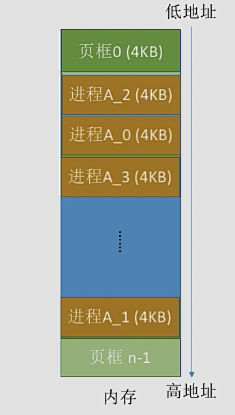 低地址
页框0 (4KB)
进程A_2 (4KB)
进程A_0 (4KB)
进程A_3 (4KB)
......
进程A_1 (4KB)
页框 n-1
高地址
内存